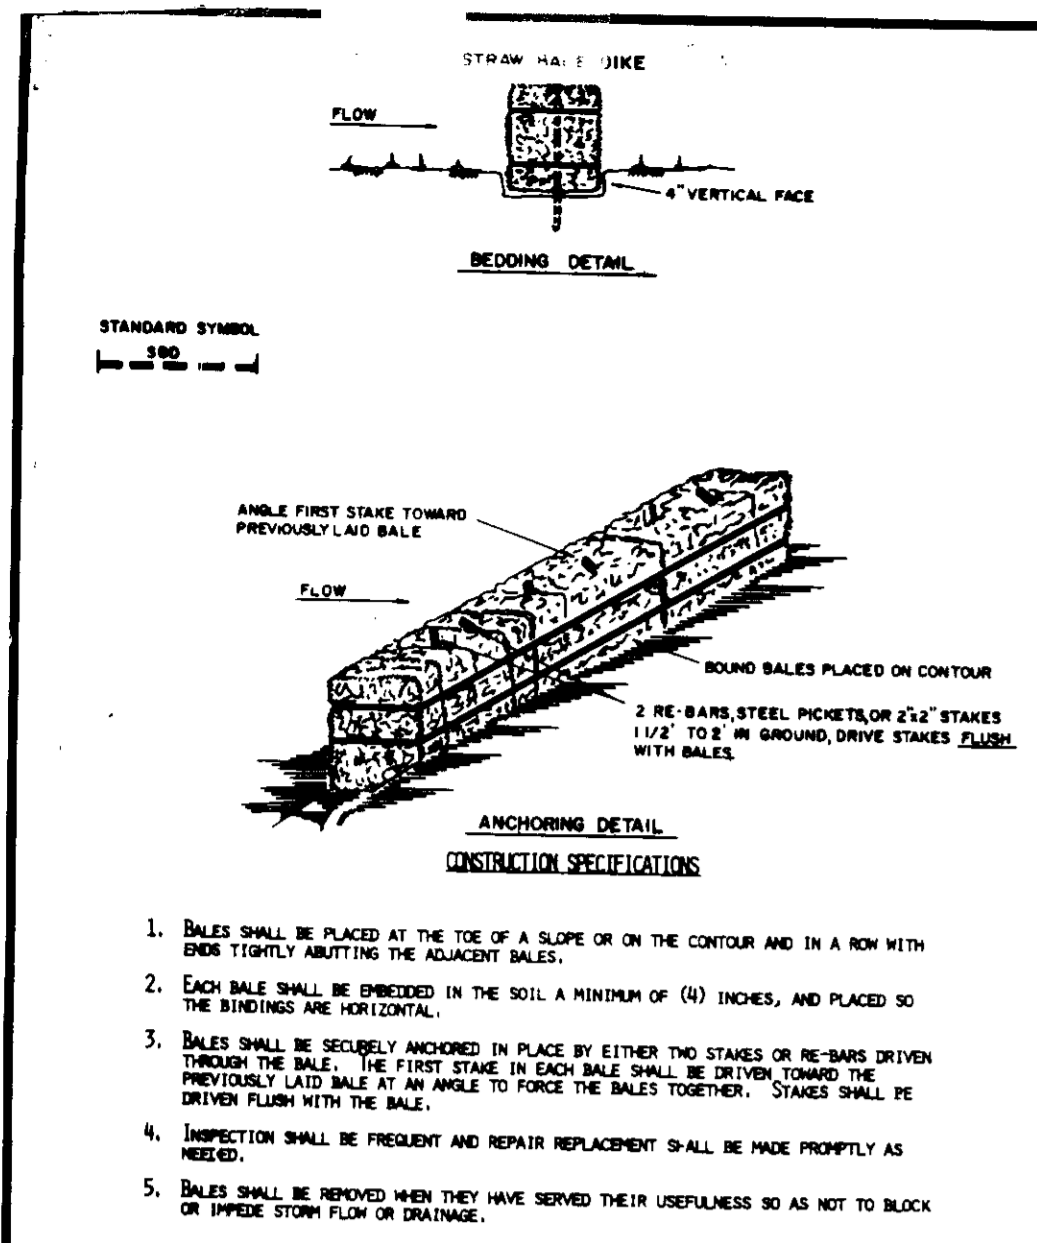 STRAW BALE DIKE
FLOW
4" VERTICAL FACE
BEDDING DETAIL
STANDARD SYMBOL
SBD
ANGLE FIRST STAKE TOWARD
PREVIOUSLY LAID BALE
FLOW
BOUND BALES PLACED ON CONTOUR
2 RE-BARS, STEEL PICKETS, OR 2"x2" STAKES
1 1/2' TO 2' IN GROUND, DRIVE STAKES FLUSH
WITH BALES.
ANCHORING DETAIL
CONSTRUCTION SPECIFICATIONS
1. BALES SHALL BE PLACED AT THE TOE OF A SLOPE OR ON THE CONTOUR AND IN A ROW WITH
ENDS TIGHTLY ABUTTING THE ADJACENT BALES.
2. EACH BALE SHALL BE EMBEDDED IN THE SOIL A MINIMUM OF (4) INCHES, AND PLACED SO
THE BINDINGS ARE HORIZONTAL.
3. BALES SHALL BE SECURELY ANCHORED IN PLACE BY EITHER TWO STAKES OR RE-BARS DRIVEN
THROUGH THE BALE. THE FIRST STAKE IN EACH BALE SHALL BE DRIVEN TOWARD THE
PREVIOUSLY LAID BALE AT AN ANGLE TO FORCE THE BALES TOGETHER. STAKES SHALL BE
DRIVEN FLUSH WITH THE BALE.
4. INSPECTION SHALL BE FREQUENT AND REPAIR REPLACEMENT SHALL BE MADE PROMPTLY AS
NEEDED.
5. BALES SHALL BE REMOVED WHEN THEY HAVE SERVED THEIR USEFULNESS SO AS NOT TO BLOCK
OR IMPEDE STORM FLOW OR DRAINAGE.